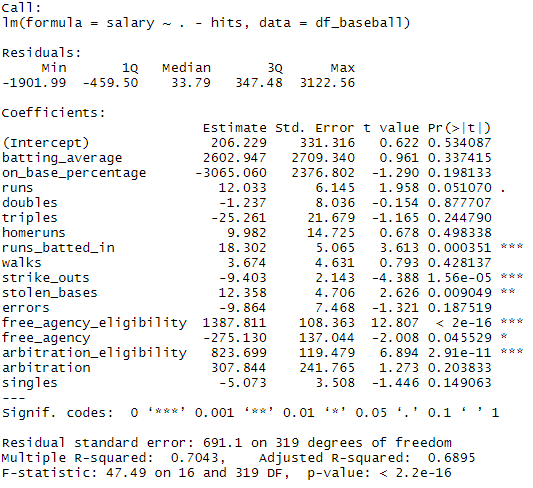 Call:
lm(formula = salary ~ . - hits, data = df_baseball)
Residuals:
Min 1Q Median 3Q Max
-1901.99 -459.50 33.79 347.48 3122.56
Coefficients:
Estimate Std. Error t value Pr(>|t|)
(Intercept) 206.229 331.316 0.622 0.534087
batting_average 2602.947 2709.340 0.961 0.337415
on_base_percentage -3065.060 2376.802 -1.290 0.198133
runs 12.033 6.145 1.958 0.051070 .
doubles -1.237 8.036 -0.154 0.877707
triples -25.261 21.679 -1.165 0.244790
homeruns 9.982 14.725 0.678 0.498338
runs_batted_in 18.302 5.065 3.613 0.000351 ***
walks 3.674 4.631 0.793 0.428137
strike_outs -9.403 2.143 -4.388 1.56e-05 ***
stolen_bases 12.358 4.706 2.626 0.009049 **
errors -9.864 7.468 -1.321 0.187519
free_agency_eligibility 1387.811 108.363 12.807 < 2e-16 ***
free_agency -275.130 137.044 -2.008 0.045529 *
arbitration_eligibility 823.699 119.479 6.894 2.91e-11 ***
arbitration 307.844 241.765 1.273 0.203833
singles -5.073 3.508 -1.446 0.149063
---
Signif. codes: 0 ‘***’ 0.001 ‘**’ 0.01 ‘*’ 0.05 ‘.’ 0.1 ‘ ’ 1
Residual standard error: 691.1 on 319 degrees of freedom
Multiple R-squared: 0.7043, Adjusted R-squared: 0.6895
F-statistic: 47.49 on 16 and 319 DF, p-value: < 2.2e-16